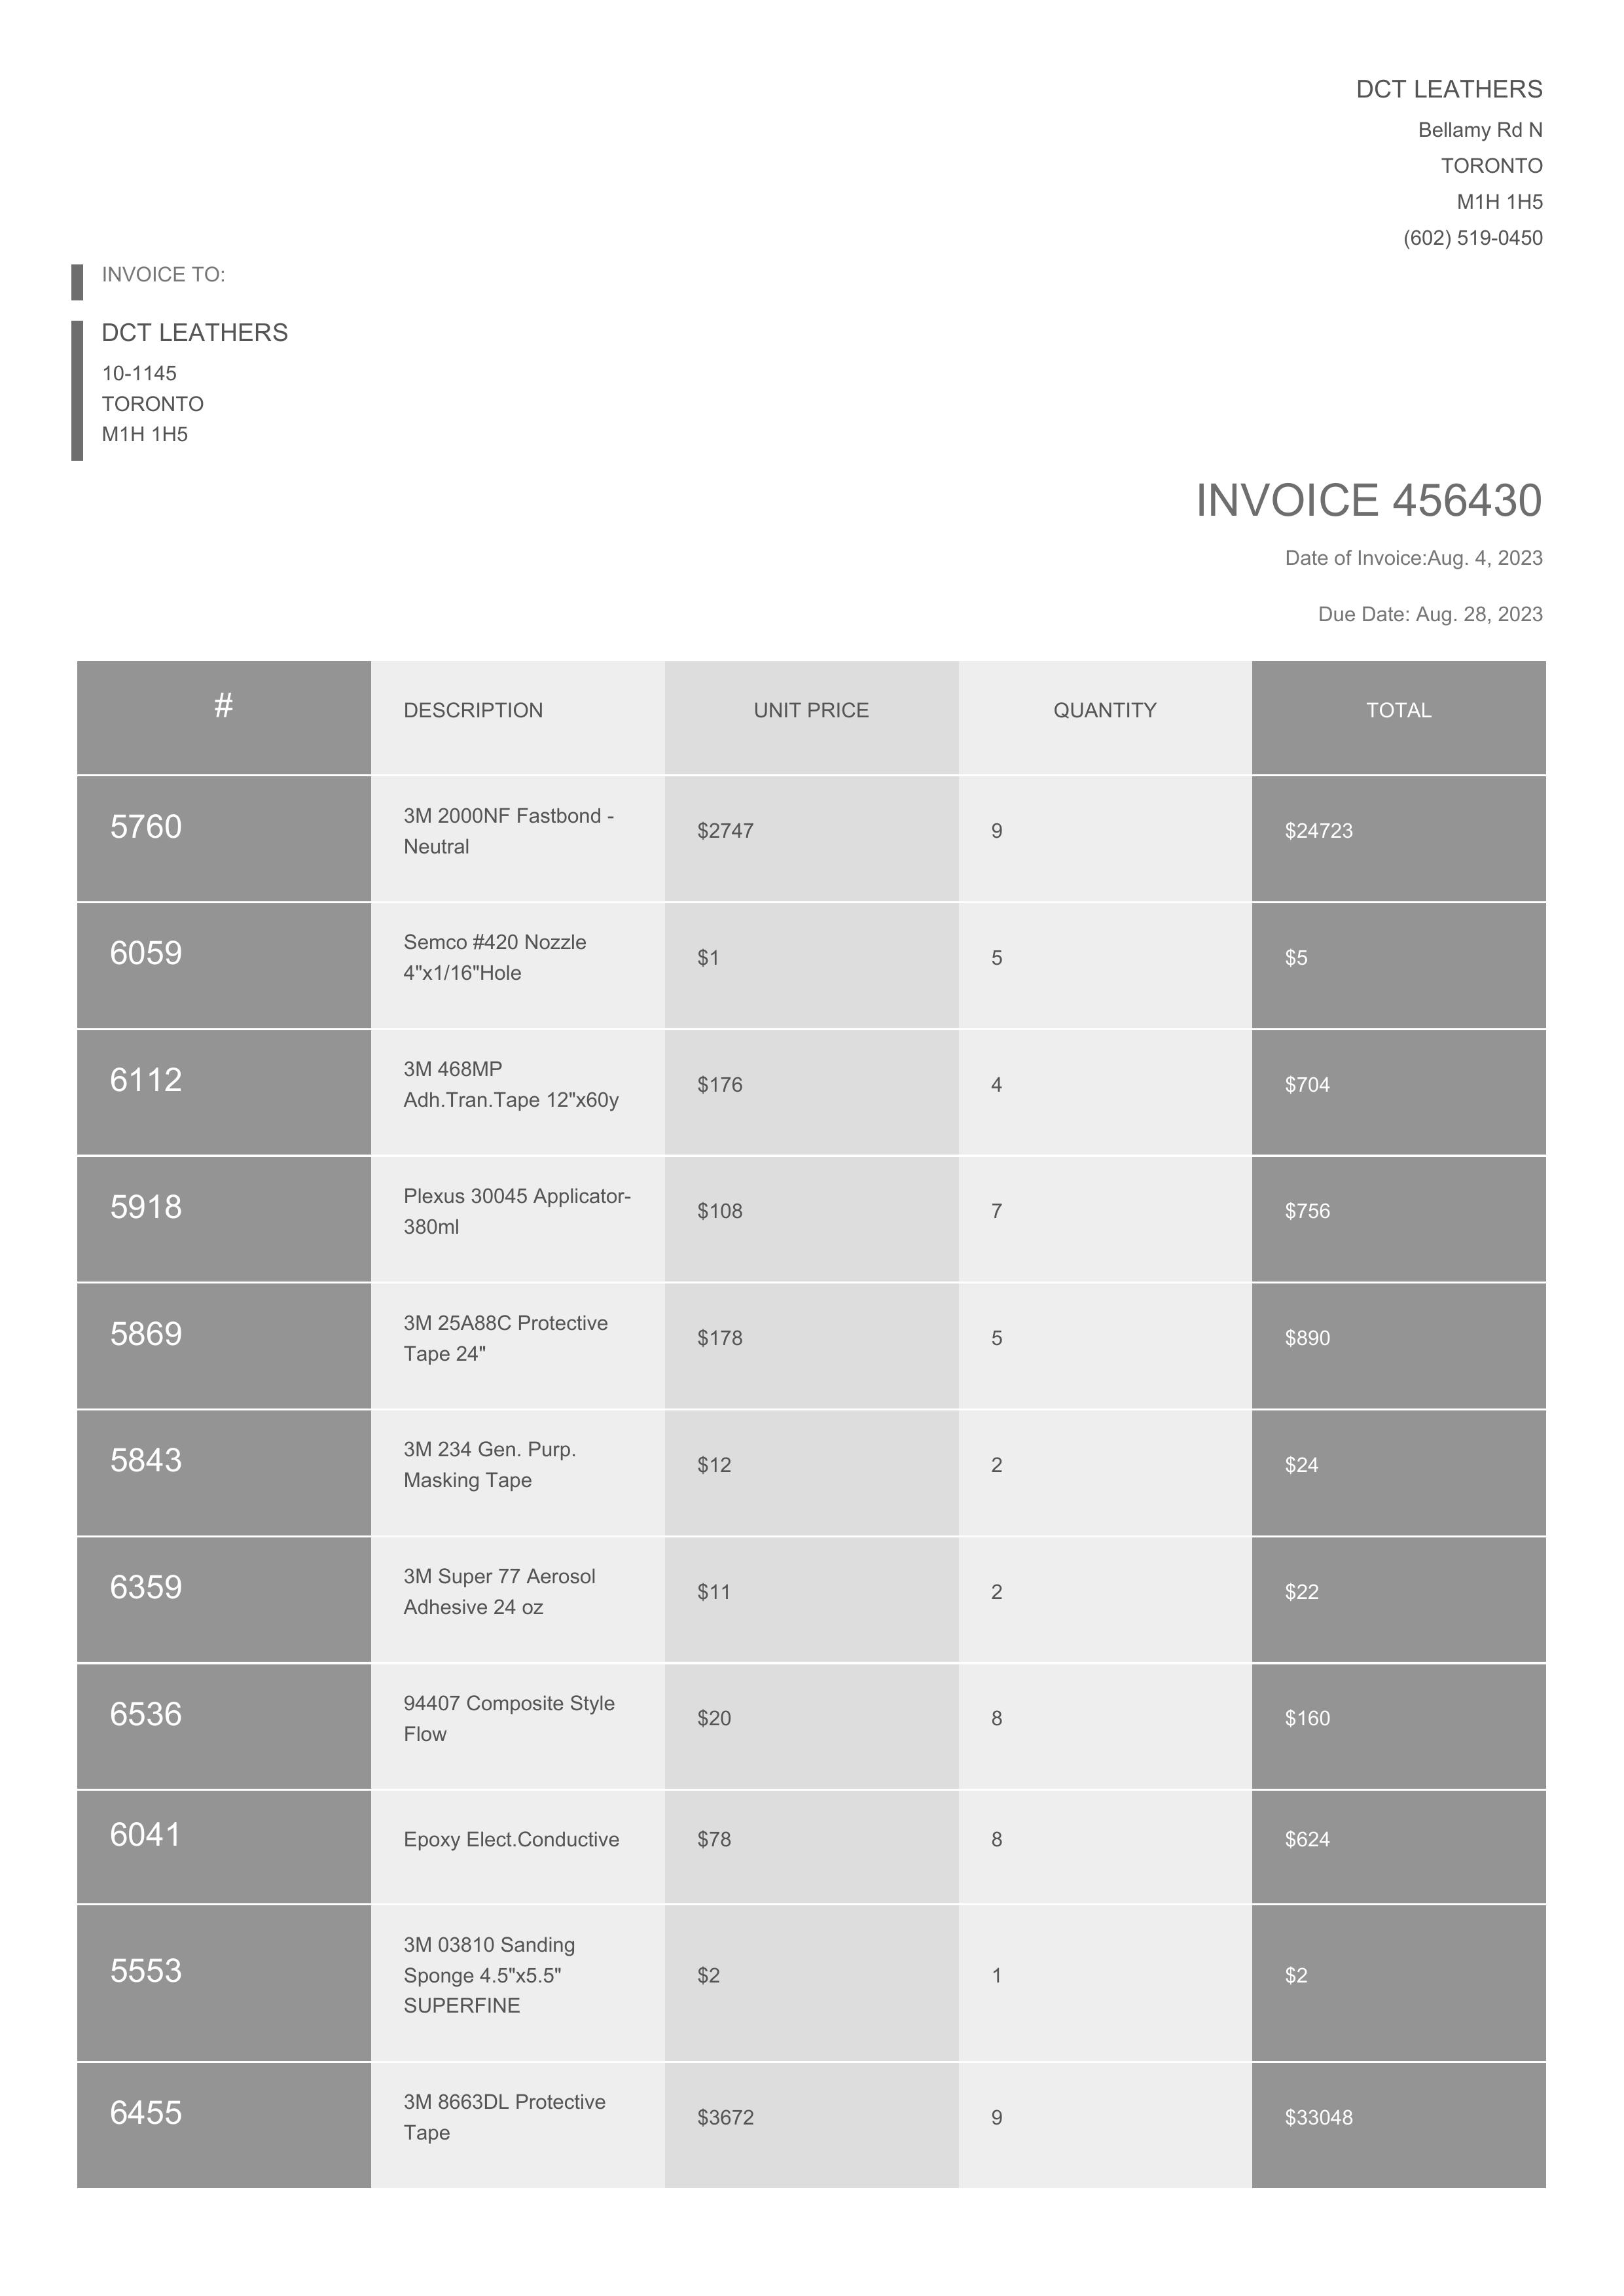 DCT LEATHERS
Bellamy Rd N
TORONTO
M1H 1H5
(602) 519-0450
INVOICE TO:
DCT LEATHERS
10-1145
TORONTO
M1H 1H5
INVOICE 456430
Date of Invoice:Aug. 4, 2023
Due Date: Aug. 28, 2023
# DESCRIPTION UNIT PRICE QUANTITY TOTAL
5760 3M 2000NF Fastbond - $2747 9 $24723
Neutral
6059 Semco #420 Nozzle $1 5 $5
4"x1/16"Hole
6112 3M 468MP $176 4 $704
Adh.Tran.Tape 12"x60y
5918 Plexus 30045 Applicator- $108 7 $756
380ml
5869 3M 25A88C Protective $178 5 $890
Tape 24"
5843 3M 234 Gen. Purp. $12 2 $24
Masking Tape
6359 3M Super 77 Aerosol $11 2 $22
Adhesive 24 oz
6536 94407 Composite Style $20 8 $160
Flow
6041 Epoxy Elect.Conductive $78 8 $624
3M 03810 Sanding
5553 Sponge 4.5"x5.5" $2 1 $2
SUPERFINE
6455 3M 8663DL Protective $3672 9 $33048
Tape